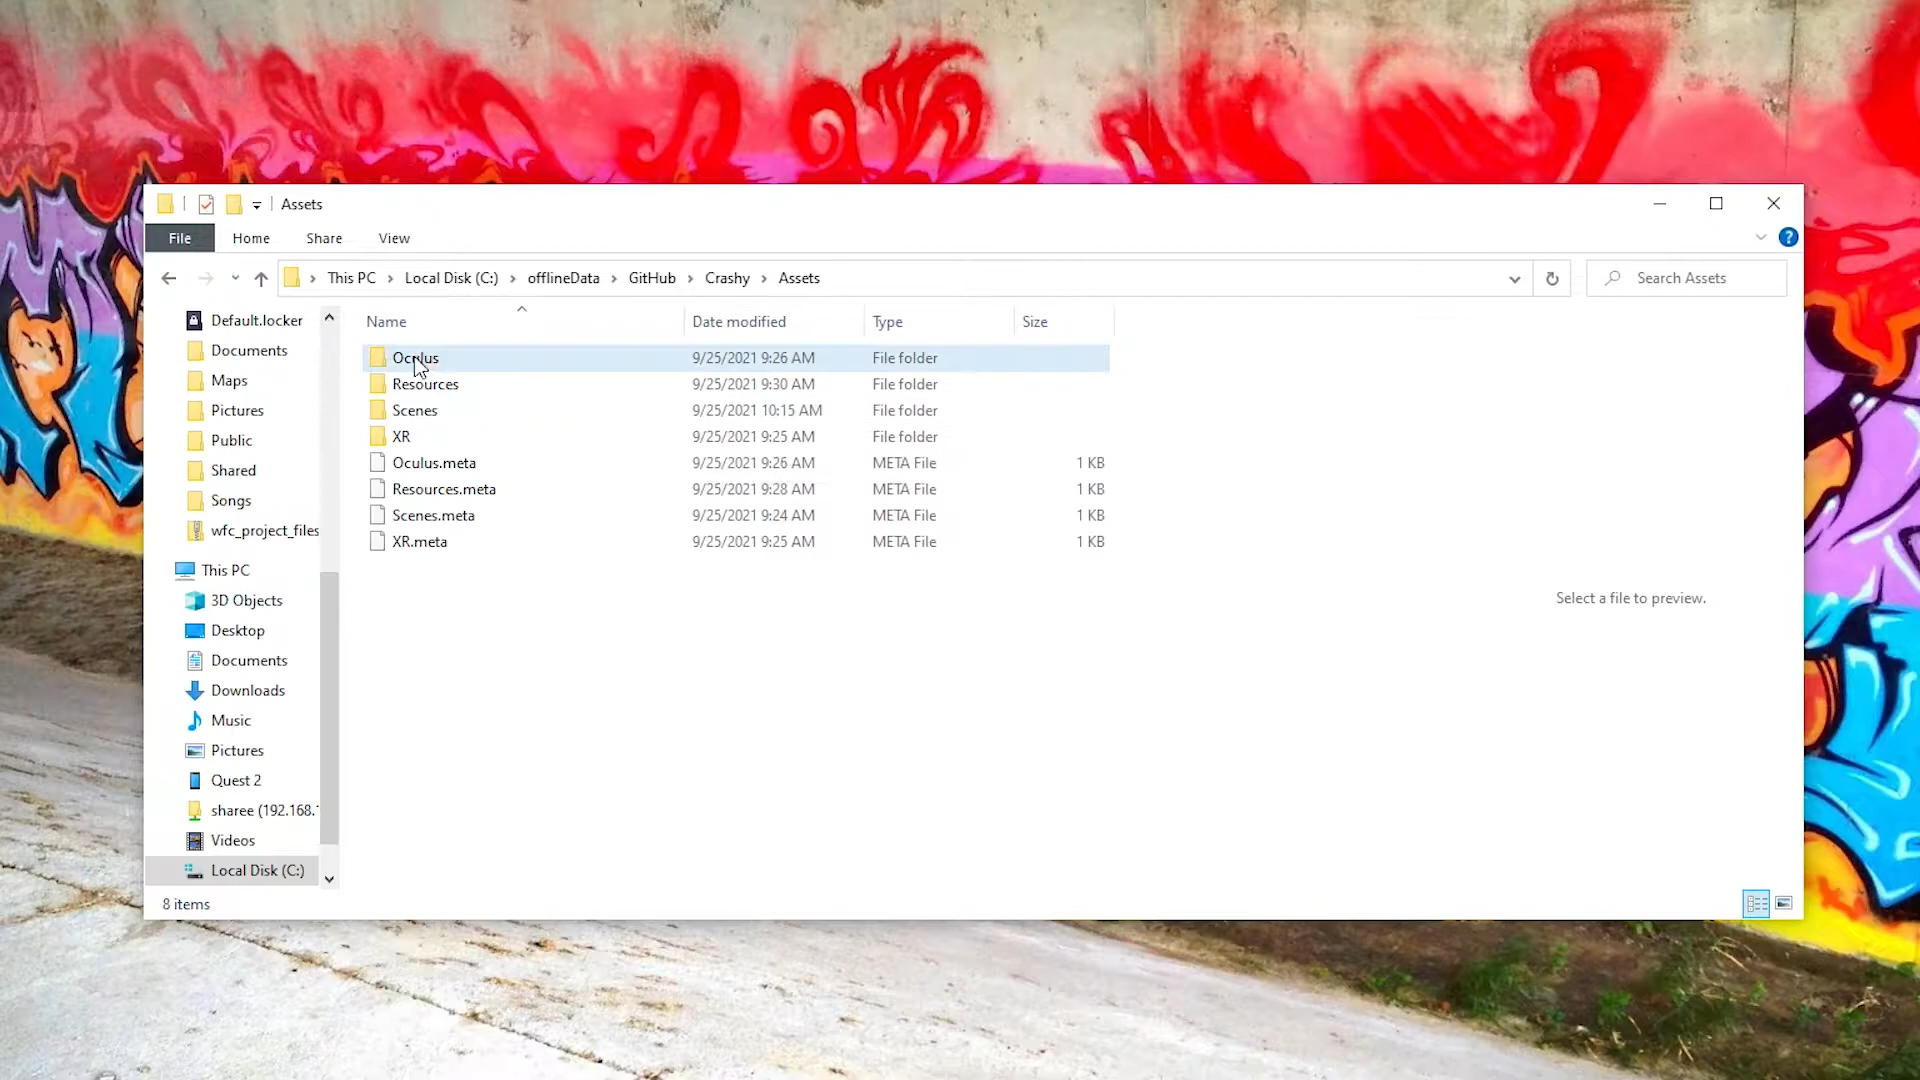 Assets
File Home Share View
This PC Local Disk (C:) offlineData GitHub Crashy Assets
Search Assets
Name Date modified Type Size
Oculus 9/25/2021 9:26 AM File folder
Resources 9/25/2021 9:30 AM File folder
Scenes 9/25/2021 10:15 AM File folder
XR 9/25/2021 9:25 AM File folder
Oculus.meta 9/25/2021 9:26 AM META File 1 KB
Resources.meta 9/25/2021 9:28 AM META File 1 KB
Scenes.meta 9/25/2021 9:24 AM META File 1 KB
XR.meta 9/25/2021 9:25 AM META File 1 KB
Default.locker
Documents
Maps
Pictures
Public
Shared
Songs
wfc_project_files
This PC
3D Objects
Desktop
Documents
Downloads
Music
Pictures
Quest 2
sharee (192.168.
Videos
Local Disk (C:)
Select a file to preview.
8 items